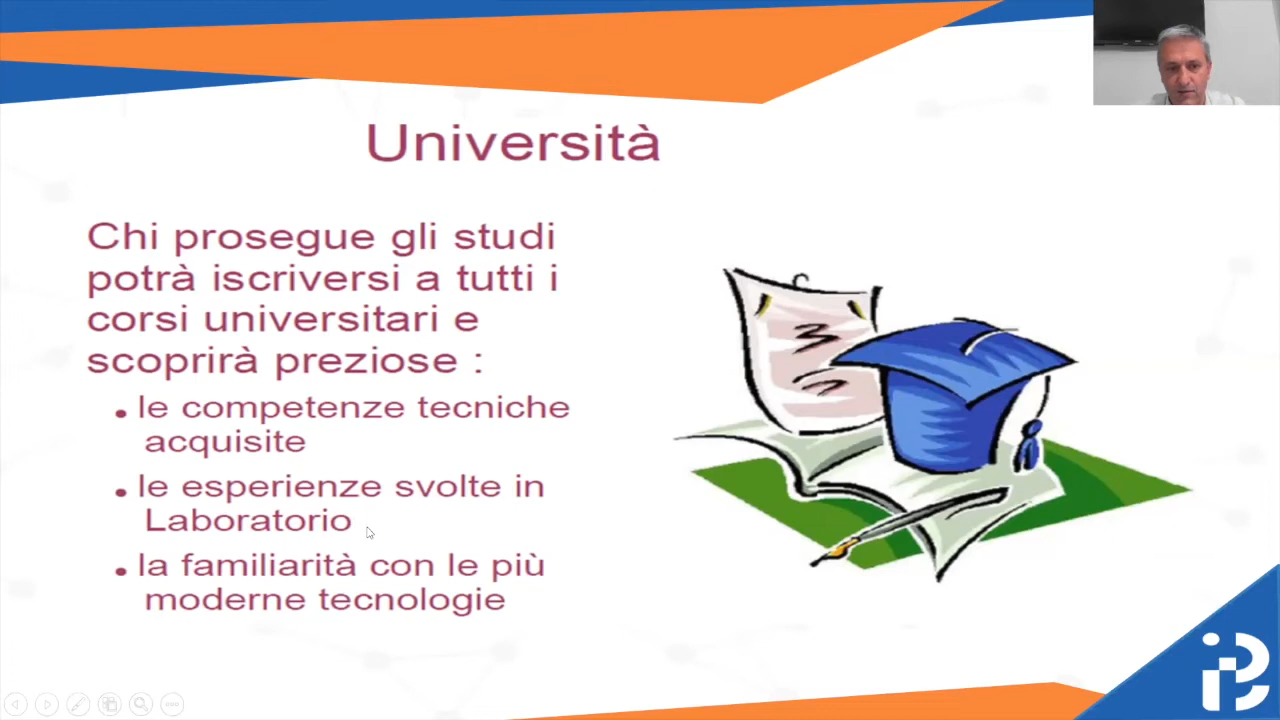 Università
Chi prosegue gli studi
potrà iscriversi a tutti i
corsi universitari e
scoprirà preziose :
• le competenze tecniche
acquisite
• le esperienze svolte in
Laboratorio
• la familiarità con le più
moderne tecnologie